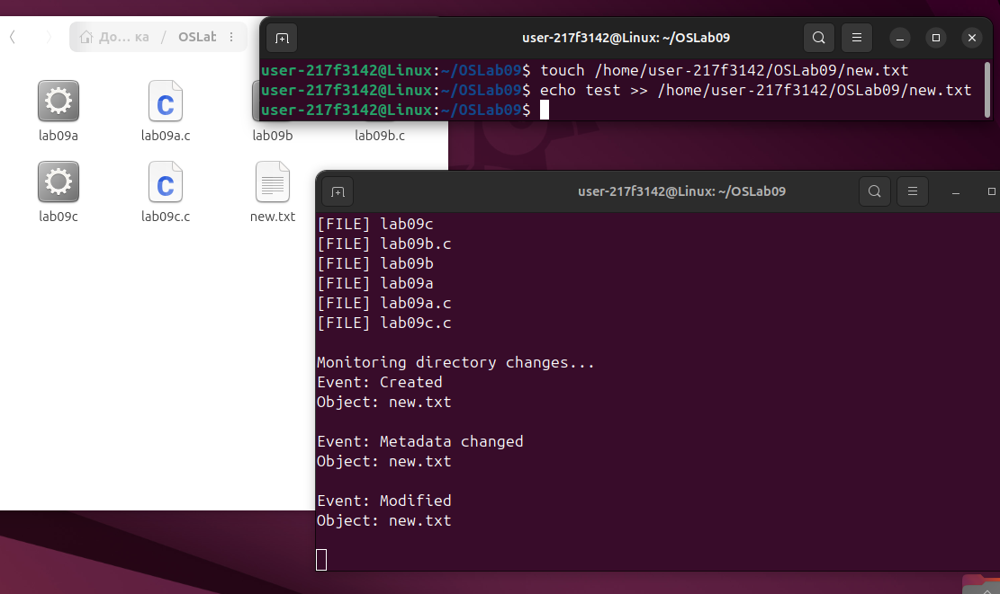 До... ка / OSLab
lab09a
lab09a.c
lab09b
lab09b.c
lab09c
lab09c.c
new.txt
user-217f3142@Linux: ~/OSLab09
user-217f3142@Linux:~/OSLab09$ touch /home/user-217f3142/OSLab09/new.txt
user-217f3142@Linux:~/OSLab09$ echo test >> /home/user-217f3142/OSLab09/new.txt
user-217f3142@Linux:~/OSLab09$
user-217f3142@Linux: ~/OSLab09
[FILE] lab09c
[FILE] lab09b.c
[FILE] lab09b
[FILE] lab09a
[FILE] lab09a.c
[FILE] lab09c.c
Monitoring directory changes...
Event: Created
Object: new.txt
Event: Metadata changed
Object: new.txt
Event: Modified
Object: new.txt